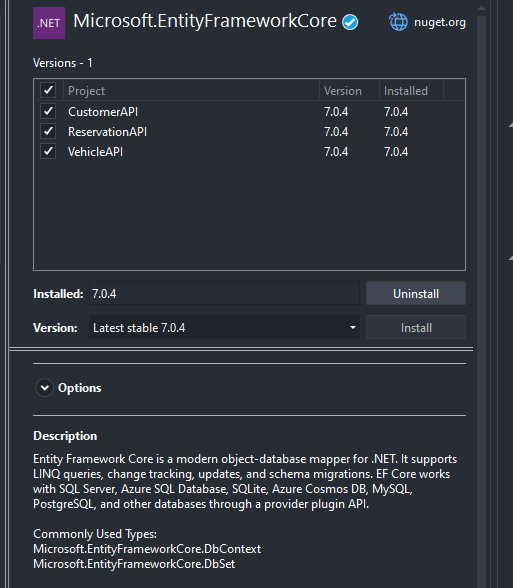 .NET Microsoft.EntityFrameworkCore nuget.org
Versions - 1
Project Version Installed
CustomerAPI 7.0.4 7.0.4
ReservationAPI 7.0.4 7.0.4
VehicleAPI 7.0.4 7.0.4
Installed: 7.0.4 Uninstall
Version: Latest stable 7.0.4 Install
Options
Description
Entity Framework Core is a modern object-database mapper for .NET. It supports
LINQ queries, change tracking, updates, and schema migrations. EF Core works
with SQL Server, Azure SQL Database, SQLite, Azure Cosmos DB, MySQL,
PostgreSQL, and other databases through a provider plugin API.
Commonly Used Types:
Microsoft.EntityFrameworkCore.DbContext
Microsoft.EntityFrameworkCore.DbSet